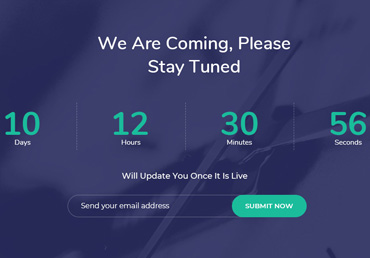 We Are Coming, Please
Stay Tuned
10 12 30 56
Days Hours Minutes Seconds
Will Update You Once It Is Live
Send your email address SUBMIT NOW